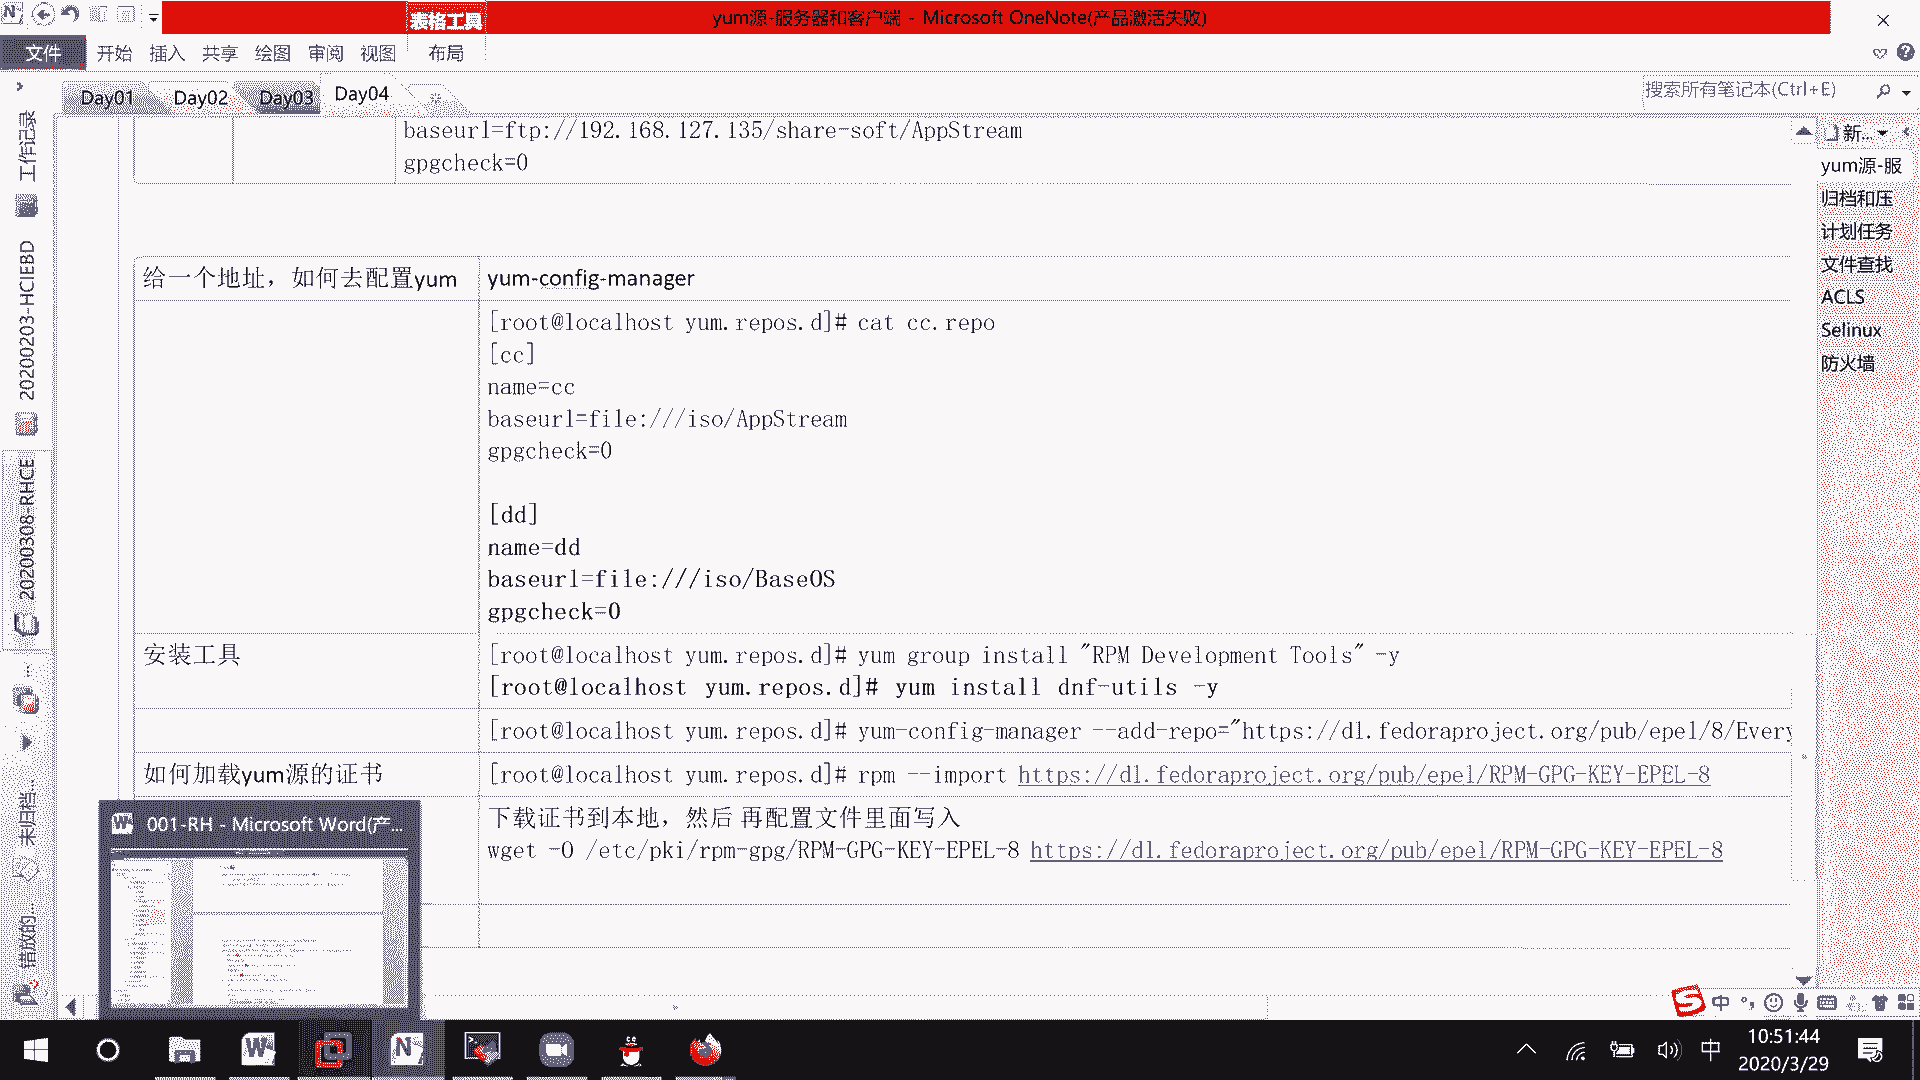 表格工具
yum源-服务器和客户端 - Microsoft OneNote(产品激活失败)
文件 开始 插入 共享 绘图 审阅 视图 布局
Day01 Day02 Day03 Day04
搜索所有笔记本(Ctrl+E)
工作记录
20200203-HCIEBD
20200308-RHCE
...
未归档...
错放的...
baseurl=ftp://192.168.127.135/share-soft/AppStream
gpgcheck=0
给一个地址，如何去配置yum
yum-config-manager
[root@localhost yum.repos.d]# cat cc.repo
[cc]
name=cc
baseurl=file:///iso/AppStream
gpgcheck=0
[dd]
name=dd
baseurl=file:///iso/BaseOS
gpgcheck=0
安装工具
[root@localhost yum.repos.d]# yum group install "RPM Development Tools" -y
[root@localhost yum.repos.d]# yum install dnf-utils -y
[root@localhost yum.repos.d]# yum-config-manager --add-repo="https://dl.fedoraproject.org/pub/epel/8/Every
如何加载yum源的证书
[root@localhost yum.repos.d]# rpm --import https://dl.fedoraproject.org/pub/epel/RPM-GPG-KEY-EPEL-8
下载证书到本地，然后 再配置文件里面写入
wget -O /etc/pki/rpm-gpg/RPM-GPG-KEY-EPEL-8 https://dl.fedoraproject.org/pub/epel/RPM-GPG-KEY-EPEL-8
新...
yum源-服
归档和压
计划任务
文件查找
ACLS
Selinux
防火墙
001-RH - Microsoft Word(产...
中
中
10:51:44
2020/3/29